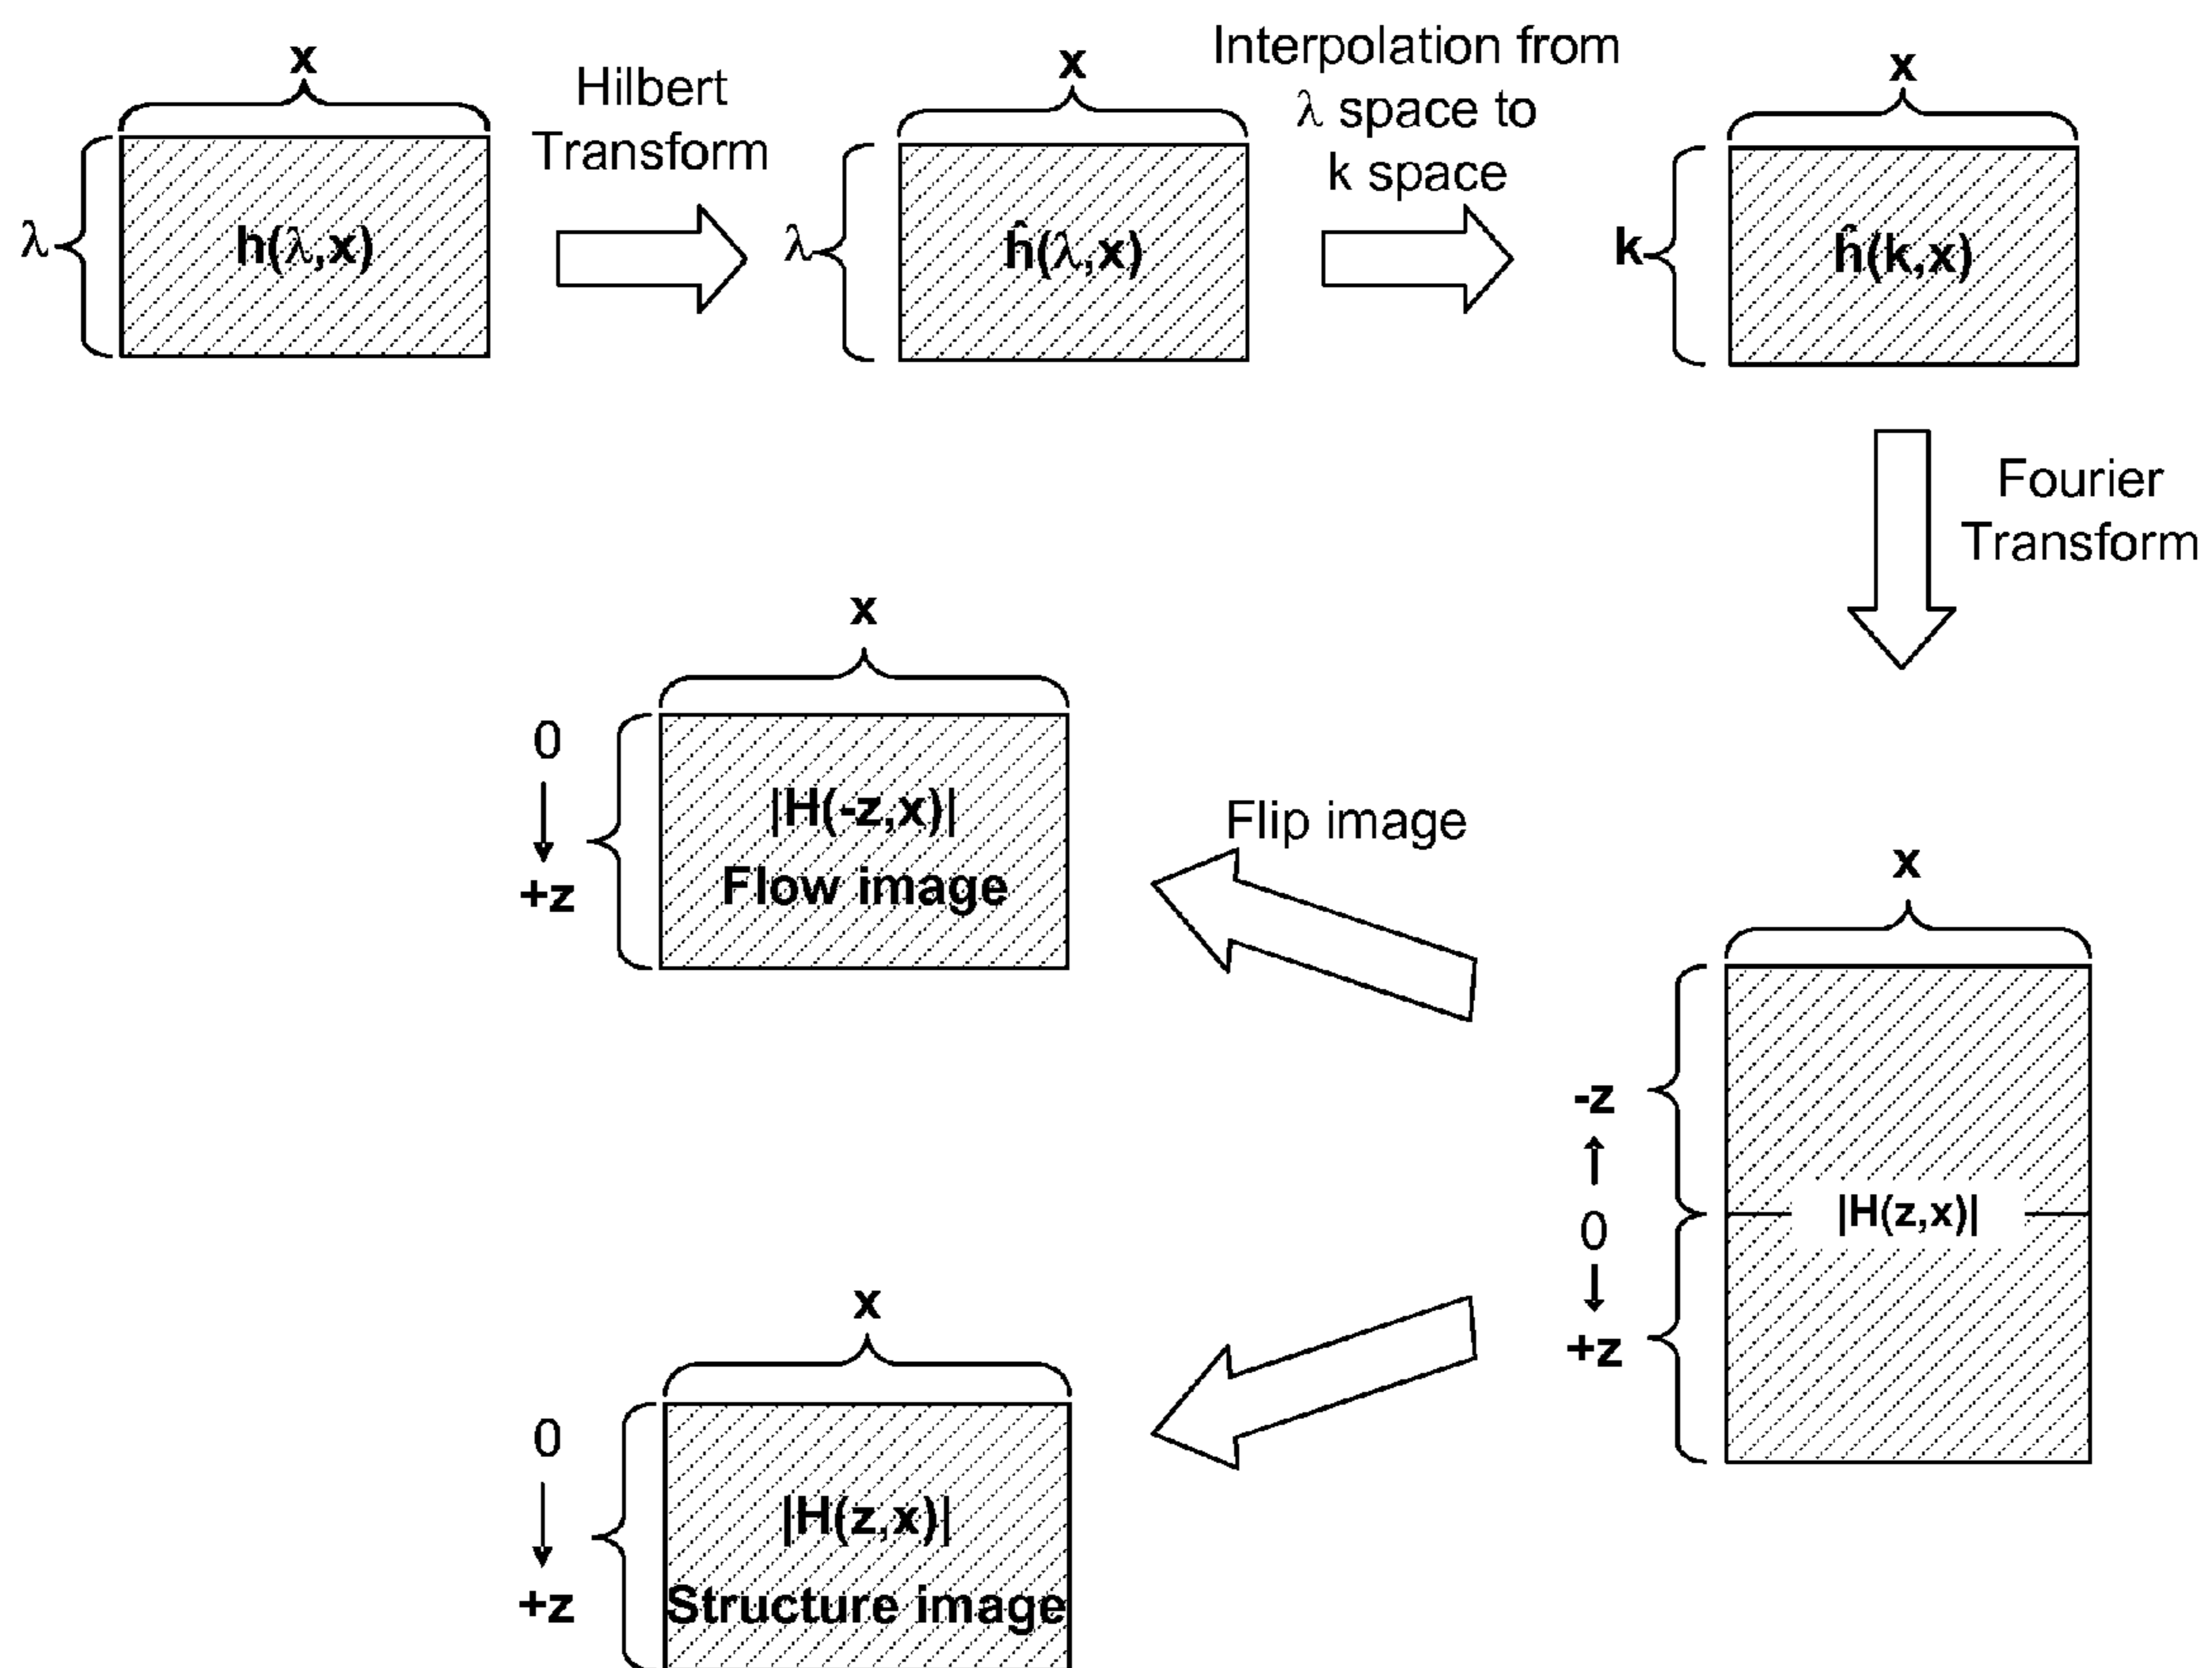 x
Hilbert
Transform
x
Interpolation from
λ space to
k space
x
λ
h(λ,x)
λ
ĥ(λ,x)
k
ĥ(k,x)
Fourier
Transform
x
0
+z
|H(-z,x)|
Flow image
Flip image
x
-z
0
+z
|H(z,x)|
x
0
+z
|H(z,x)|
Structure image